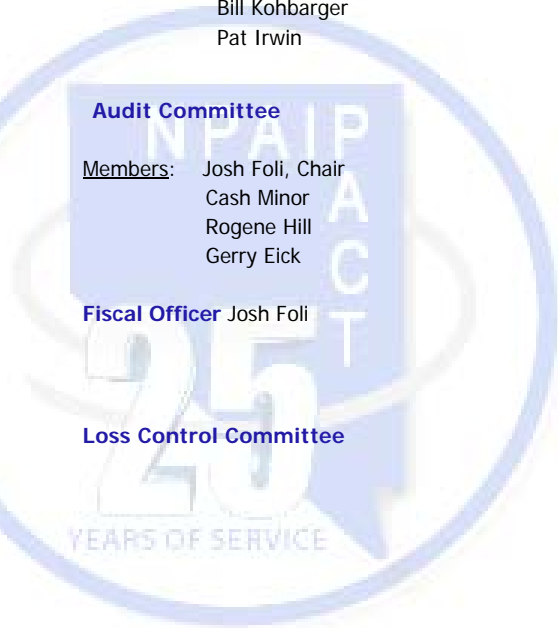 Bill Kohbarger
Pat Irwin
Audit Committee
NPAIP
PACT
Members: Josh Foli, Chair
Cash Minor
Rogene Hill
Gerry Eick
Fiscal Officer Josh Foli
25
Loss Control Committee
YEARS OF SERVICE